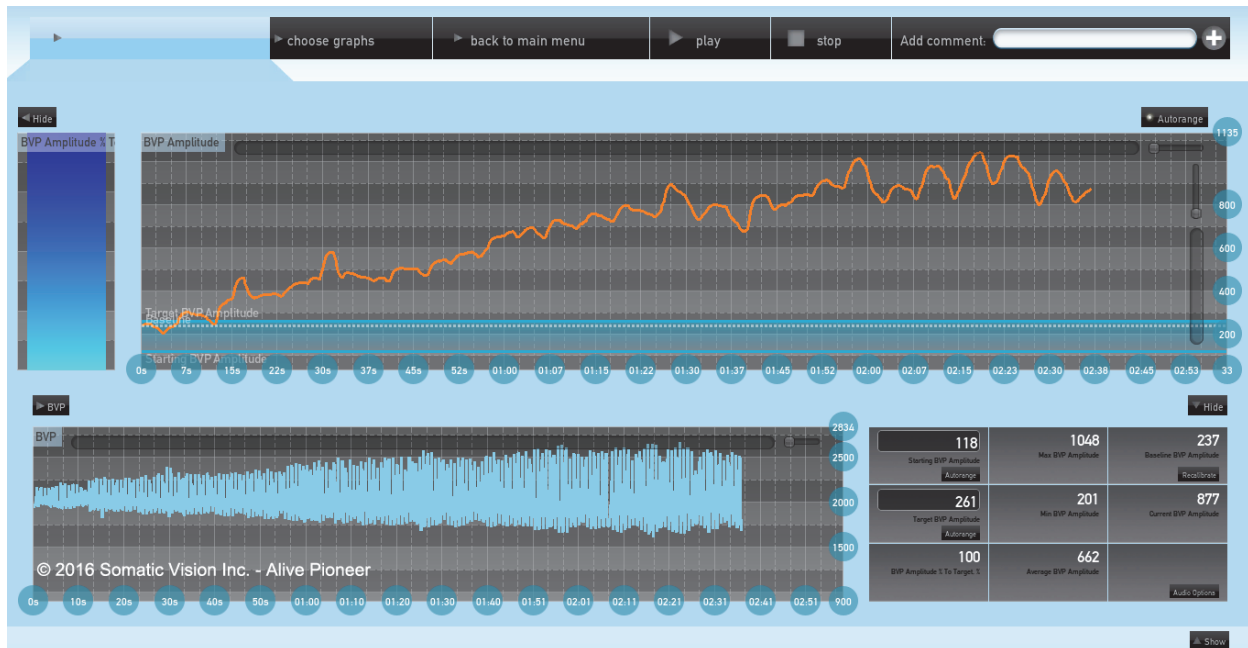 choose graphs
back to main menu
play
stop
Add comment:
Hide
Autorange
BVP Amplitude % T
BVP Amplitude
1135
800
600
400
200
33
Target BVP Amplitude
Baseline
Starting BVP Amplitude
0s 7s 15s 22s 30s 37s 45s 52s 01:00 01:07 01:15 01:22 01:30 01:37 01:45 01:52 02:00 02:07 02:15 02:23 02:30 02:38 02:45 02:53
BVP
Hide
BVP
2834
2500
2000
1500
900
© 2016 Somatic Vision Inc. - Alive Pioneer
0s 10s 20s 30s 40s 50s 01:00 01:10 01:20 01:30 01:40 01:51 02:01 02:11 02:21 02:31 02:41 02:51
118
Starting BVP Amplitude
Autorange
1048
Max BVP Amplitude
237
Baseline BVP Amplitude
Recalibrate
261
Target BVP Amplitude
Autorange
201
Min BVP Amplitude
877
Current BVP Amplitude
100
BVP Amplitude % To Target. %
662
Average BVP Amplitude
Audio Options
Show